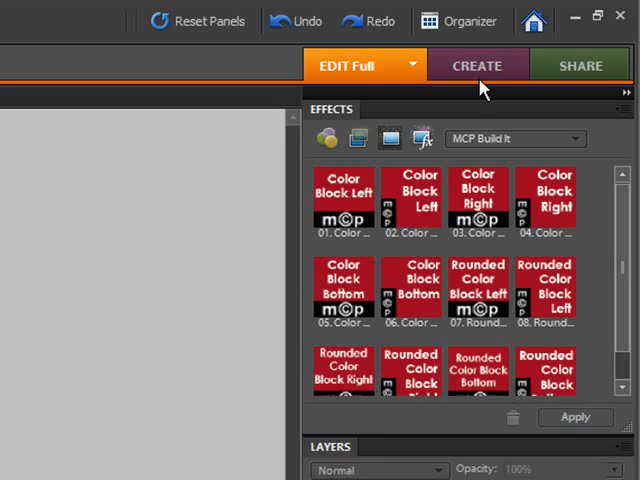 Reset Panels Undo Redo Organizer
EDIT Full CREATE SHARE
EFFECTS
MCP Build It
Color
Block Left
m©p
01. Color ...
Color
Block
Left
m©p
02. Color ...
Color
Block
Right
m©p
03. Color ...
Color
Block
Right
m©p
04. Color ...
Color
Block
Bottom
m©p
05. Color ...
Color
Block
Bottom
m©p
06. Color ...
Rounded
Color
Block Left
m©p
07. Round...
Rounded
Color
Block
Left
m©p
08. Round...
Rounded
Color
Block Right
Rounded
Color
Block
Right
Rounded
Color Block
Bottom
Rounded
Color
Block
Apply
LAYERS
Normal Opacity: 100%